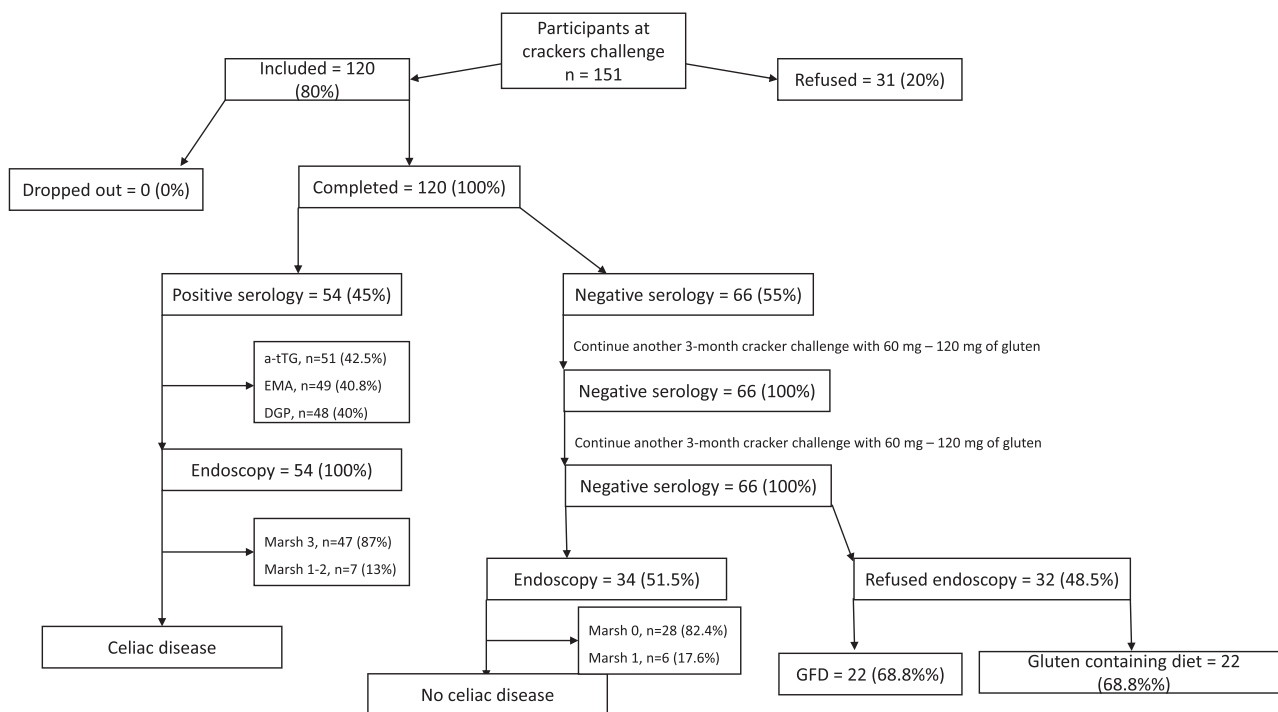 Participants at
crackers challenge
n = 151
Included = 120
(80%)
Refused = 31 (20%)
Dropped out = 0 (0%)
Completed = 120 (100%)
Positive serology = 54 (45%)
Negative serology = 66 (55%)
a-tTG, n=51 (42.5%)
EMA, n=49 (40.8%)
DGP, n=48 (40%)
Continue another 3-month cracker challenge with 60 mg – 120 mg of gluten
Negative serology = 66 (100%)
Continue another 3-month cracker challenge with 60 mg – 120 mg of gluten
Endoscopy = 54 (100%)
Negative serology = 66 (100%)
Marsh 3, n=47 (87%)
Marsh 1-2, n=7 (13%)
Endoscopy = 34 (51.5%)
Refused endoscopy = 32 (48.5%)
Celiac disease
Marsh 0, n=28 (82.4%)
Marsh 1, n=6 (17.6%)
No celiac disease
GFD = 22 (68.8%%)
Gluten containing diet = 22
(68.8%%)